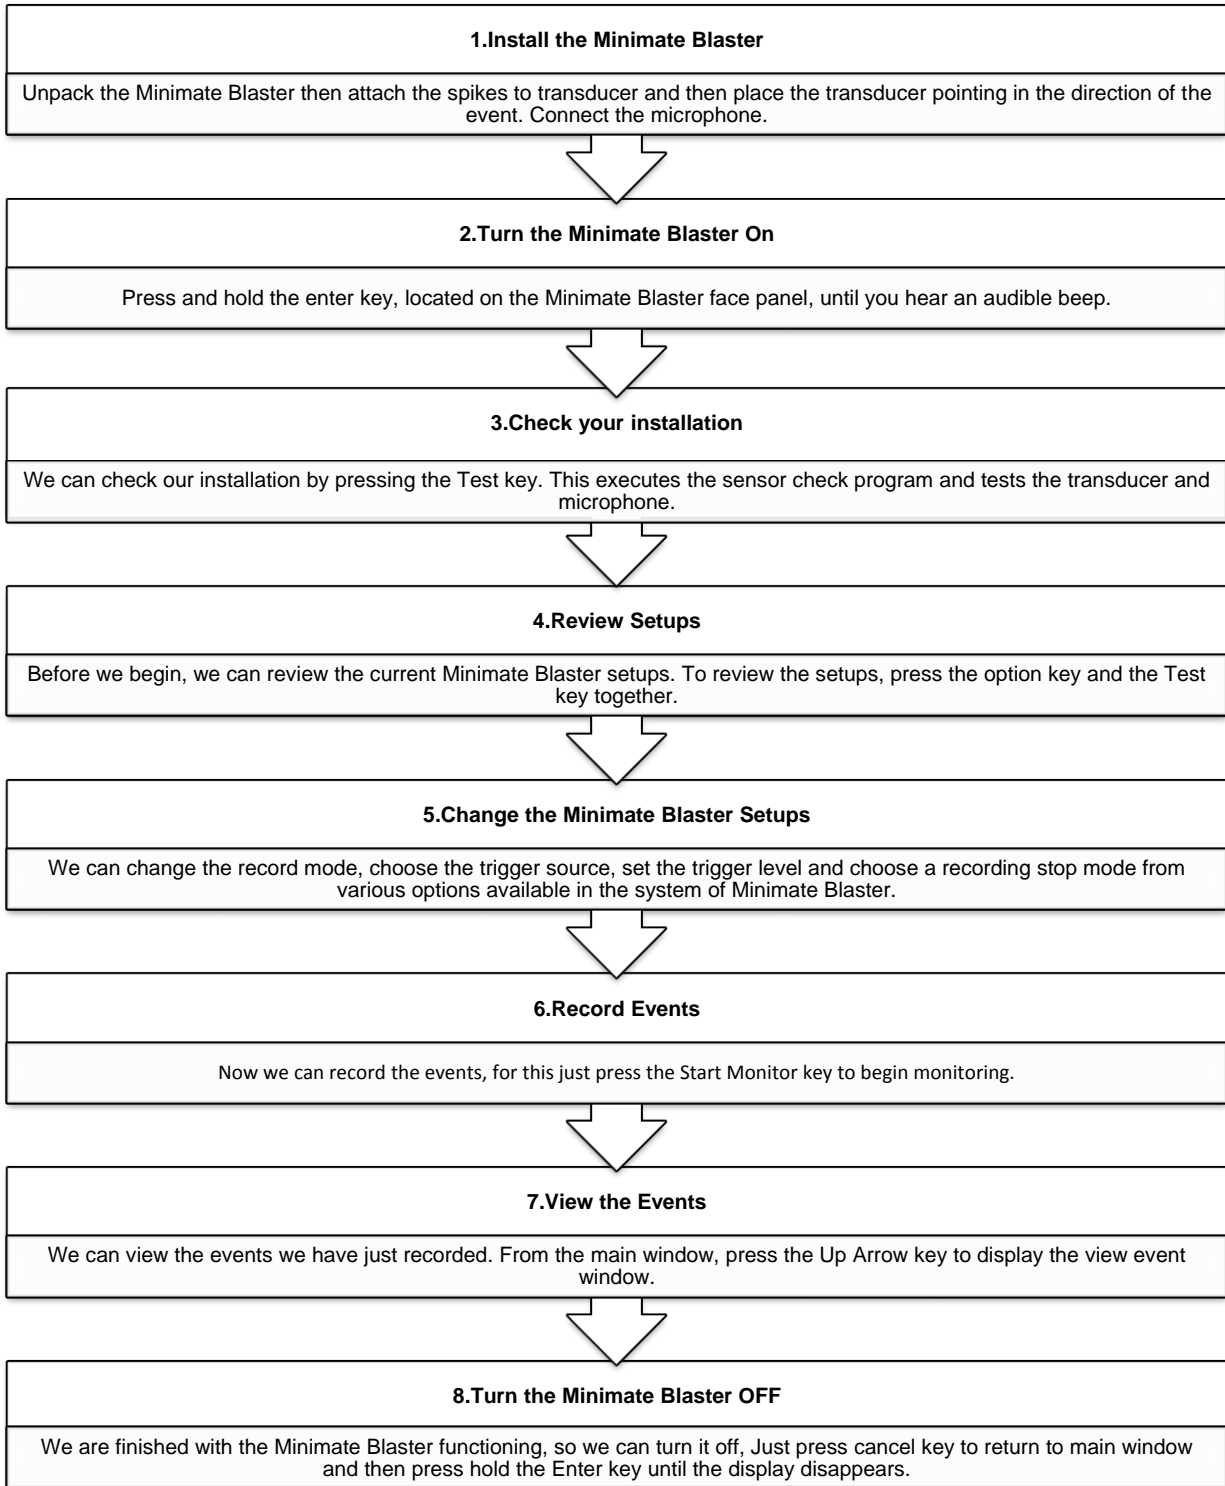 1.Install the Minimate Blaster
Unpack the Minimate Blaster then attach the spikes to transducer and then place the transducer pointing in the direction of the
event. Connect the microphone.
2.Turn the Minimate Blaster On
Press and hold the enter key, located on the Minimate Blaster face panel, until you hear an audible beep.
3.Check your installation
We can check our installation by pressing the Test key. This executes the sensor check program and tests the transducer and
microphone.
4.Review Setups
Before we begin, we can review the current Minimate Blaster setups. To review the setups, press the option key and the Test
key together.
5.Change the Minimate Blaster Setups
We can change the record mode, choose the trigger source, set the trigger level and choose a recording stop mode from
various options available in the system of Minimate Blaster.
6.Record Events
Now we can record the events, for this just press the Start Monitor key to begin monitoring.
7.View the Events
We can view the events we have just recorded. From the main window, press the Up Arrow key to display the view event
window.
8.Turn the Minimate Blaster OFF
We are finished with the Minimate Blaster functioning, so we can turn it off, Just press cancel key to return to main window
and then press hold the Enter key until the display disappears.